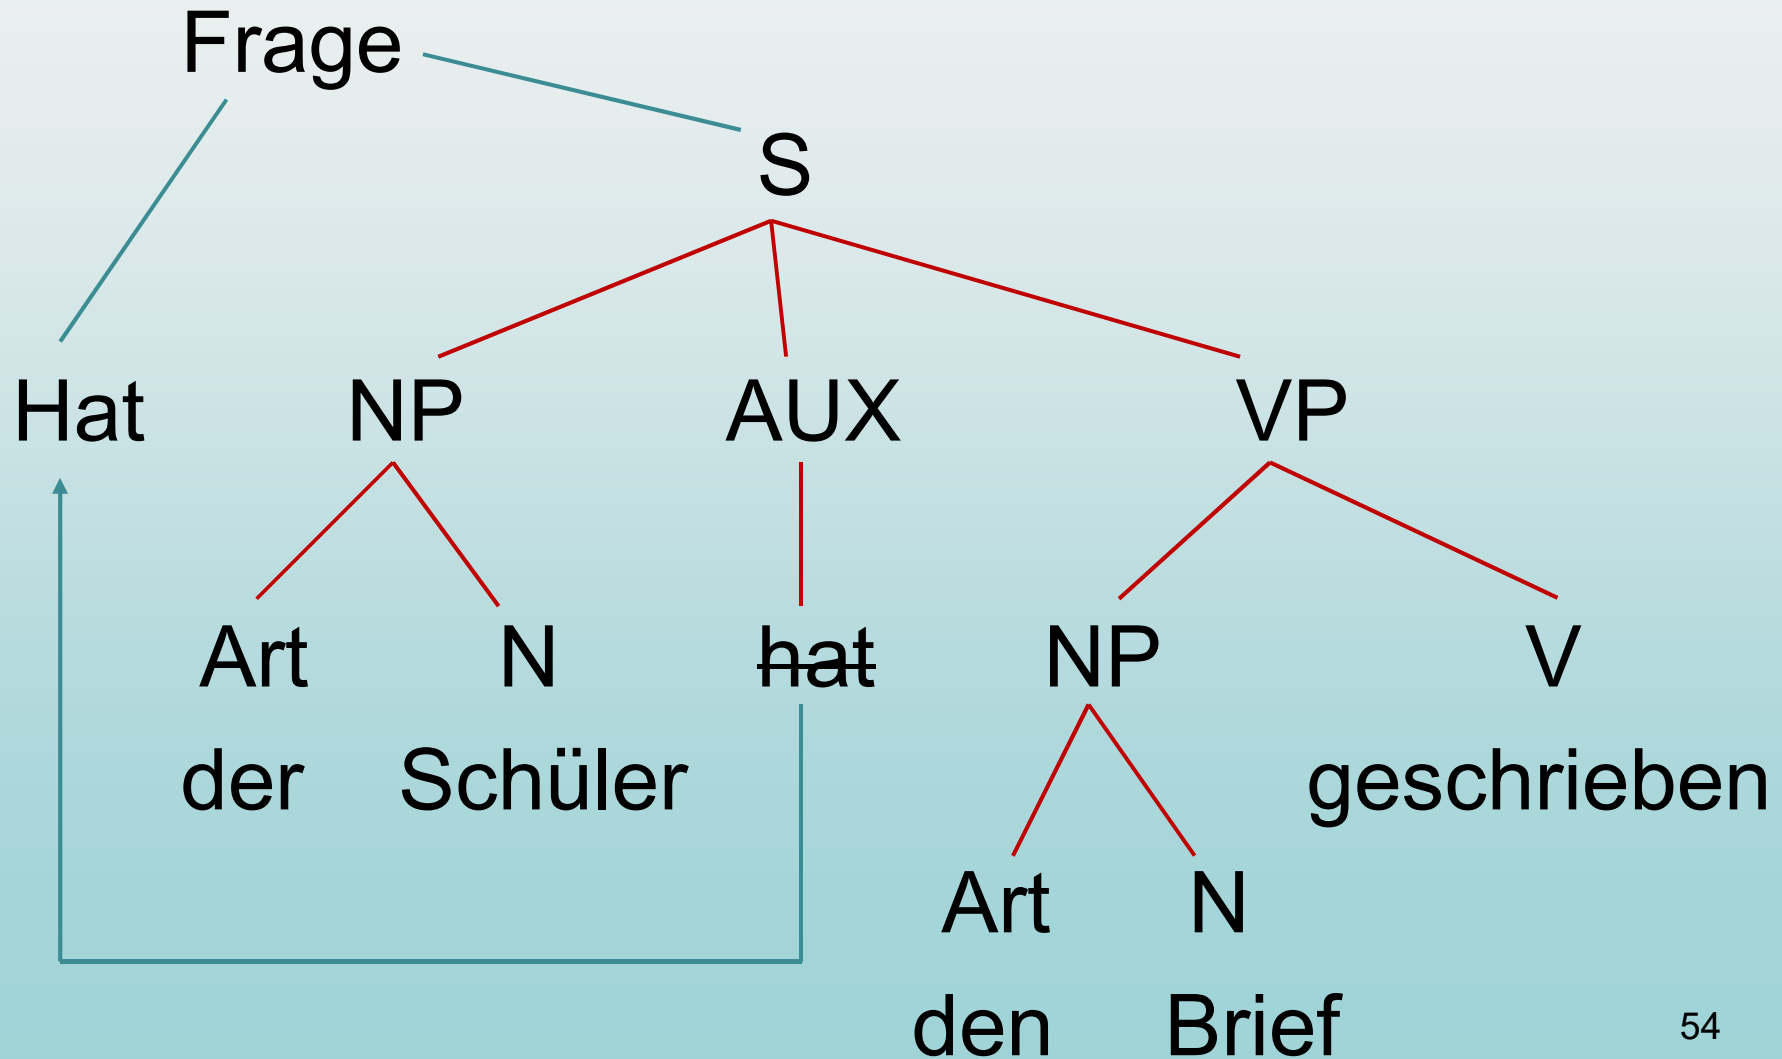 Frage
S
Hat NP AUX VP
Art N hat NP V
der Schüler geschrieben
Art N
den Brief
54